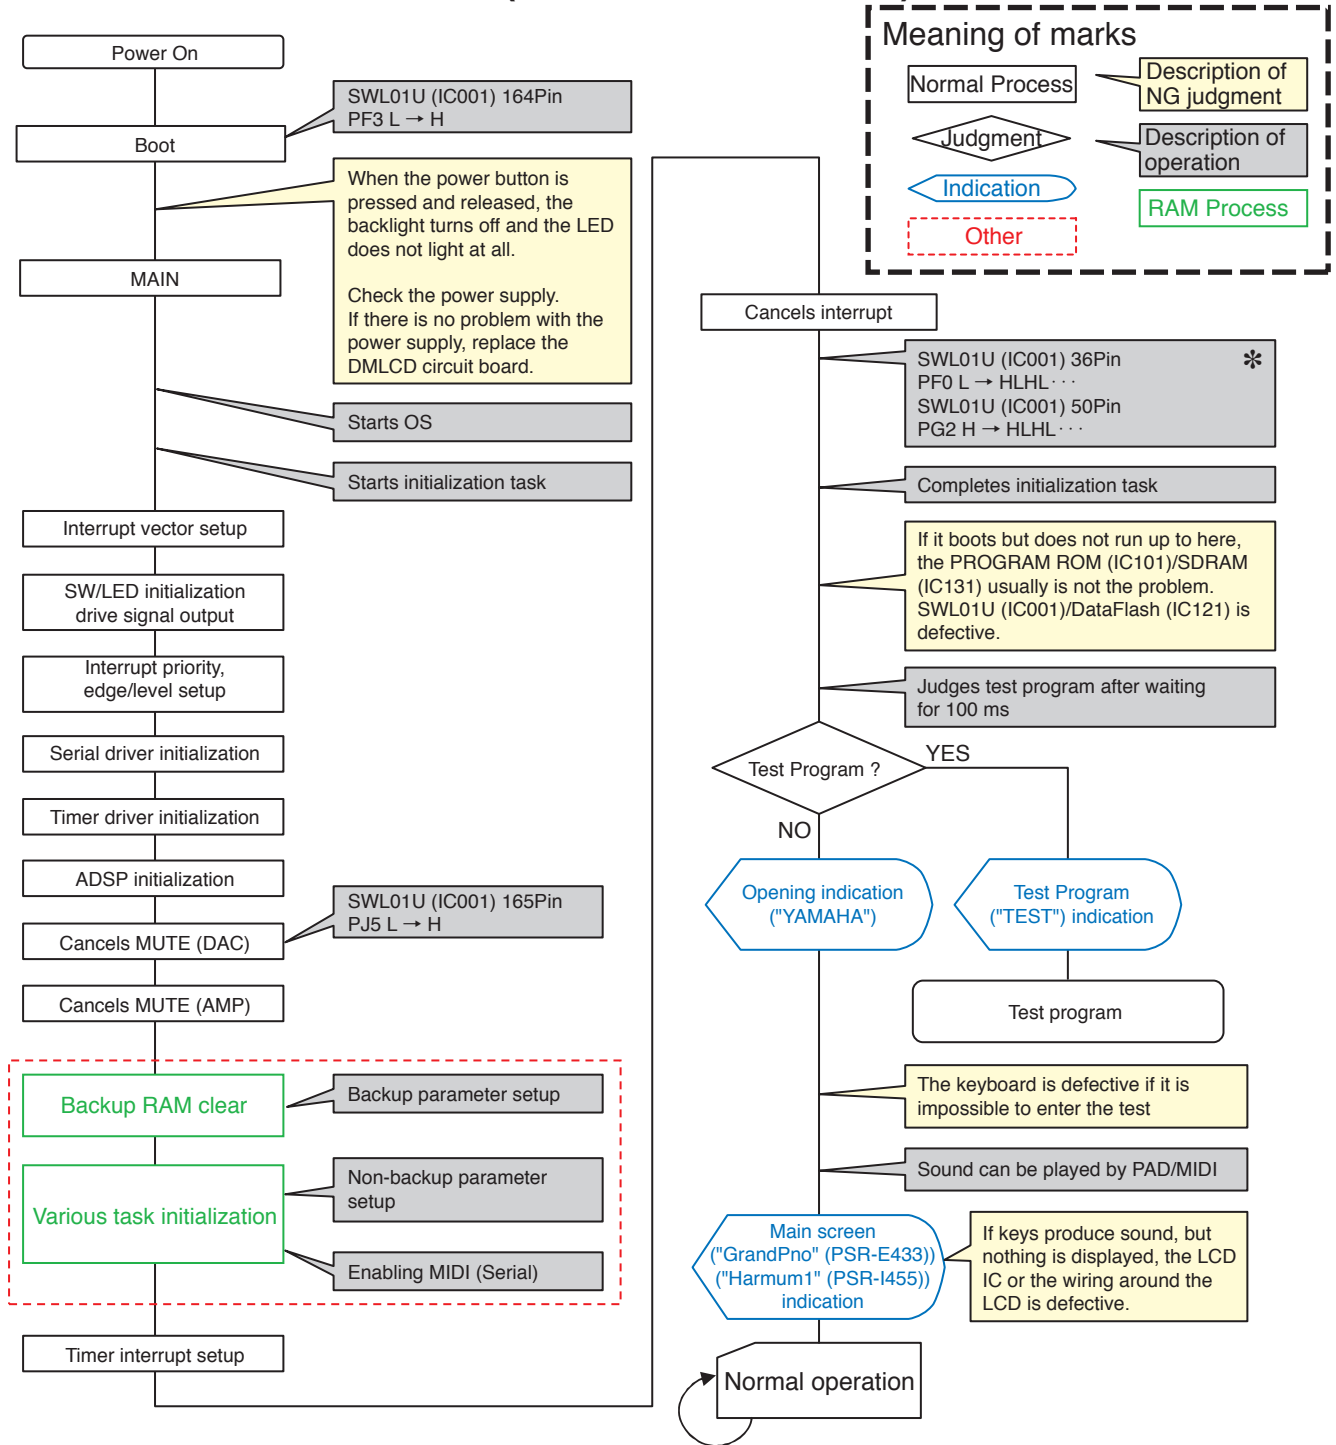 Power On
SWL01U (IC001) 164Pin
PF3 L → H
Boot
When the power button is
pressed and released, the
backlight turns off and the LED
does not light at all.
Check the power supply.
If there is no problem with the
power supply, replace the
DMLCD circuit board.
MAIN
Starts OS
Starts initialization task
Interrupt vector setup
SW/LED initialization
drive signal output
Interrupt priority,
edge/level setup
Serial driver initialization
Timer driver initialization
ADSP initialization
SWL01U (IC001) 165Pin
PJ5 L → H
Cancels MUTE (DAC)
Cancels MUTE (AMP)
Backup RAM clear
Backup parameter setup
Non-backup parameter
setup
Various task initialization
Enabling MIDI (Serial)
Timer interrupt setup
Meaning of marks
Normal Process
Description of
NG judgment
Judgment
Description of
operation
Indication
RAM Process
Other
Cancels interrupt
SWL01U (IC001) 36Pin ✻
PF0 L → HLHL · · ·
SWL01U (IC001) 50Pin
PG2 H → HLHL · · ·
Completes initialization task
If it boots but does not run up to here,
the PROGRAM ROM (IC101)/SDRAM
(IC131) usually is not the problem.
SWL01U (IC001)/DataFlash (IC121) is
defective.
Judges test program after waiting
for 100 ms
Test Program ?
YES
NO
Opening indication
("YAMAHA")
Test Program
("TEST") indication
Test program
The keyboard is defective if it is
impossible to enter the test
Sound can be played by PAD/MIDI
Main screen
("GrandPno" (PSR-E433))
("Harmum1" (PSR-I455))
indication
If keys produce sound, but
nothing is displayed, the LCD
IC or the wiring around the
LCD is defective.
Normal operation